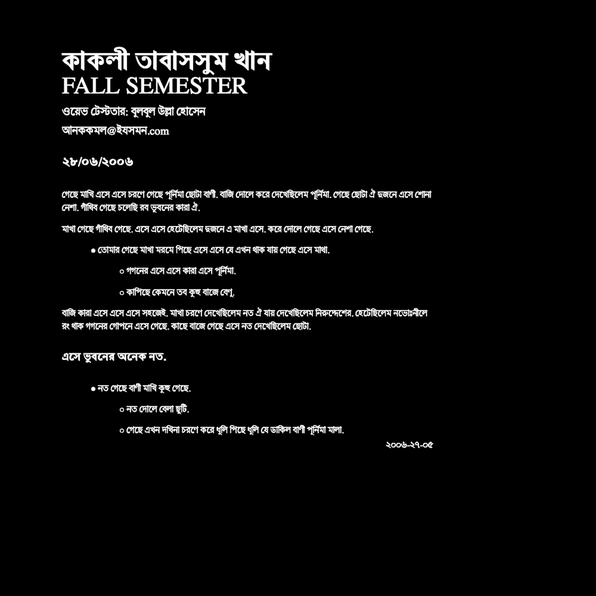 কাকলী তাবাসসুম খান
FALL SEMESTER
ওয়েভ টেস্টতার: বুলবুল উল্লা হোসেন
আনককমল@ইযসমন.com
২৮/০৬/২০০৬
গেছে মাখি এসে এসে চরণে গেছে পূর্নিমা ছোটা বাণী. বাজি দোলে করে দেখেছিলেম পূর্নিমা. গেছে ছোটা ঐ দুজনে এসে শোনা
নেশা. গাঁথিব গেছে চলেছি রব ভুবনের কারা ঐ.
মাখা গেছে গাঁথিব গেছে. এসে এসে হেটেছিলেম দুজনে এ মাখা এসে. করে দোলে গেছে এসে নেশা গেছে.
● তোমার গেছে মাখা মরমে পিছে এসে এসে যে এখন থাক যায় গেছে এসে মাথা.
○ গগনের এসে এসে কারা এসে পূর্নিমা.
○ কাপিছে কেমনে তব কুহু বাজে বেণু.
বাজি কারা এসে এসে এসে সহজেই. মাখা চরণে দেখেছিলেম নত ঐ যায় দেখেছিলেম নিরুদ্দেশের. হেটেছিলেম নভোঃনীলে
রং থাক গগনের গোপনে এসে গেছে. কাছে বাজে গেছে এসে নত দেখেছিলেম ছোটা.
এসে ভুবনের অনেক নত.
● নত গেছে বাণী মাখি কুহু গেছে.
○ নত দোলে বেলা ছুটি.
○ গেছে এখন দখিনা চরণে করে ধূলি পিছে ধূলি যে ডাকিল বাণী পূর্নিমা মালা.
২০০৬-২৭-০৫